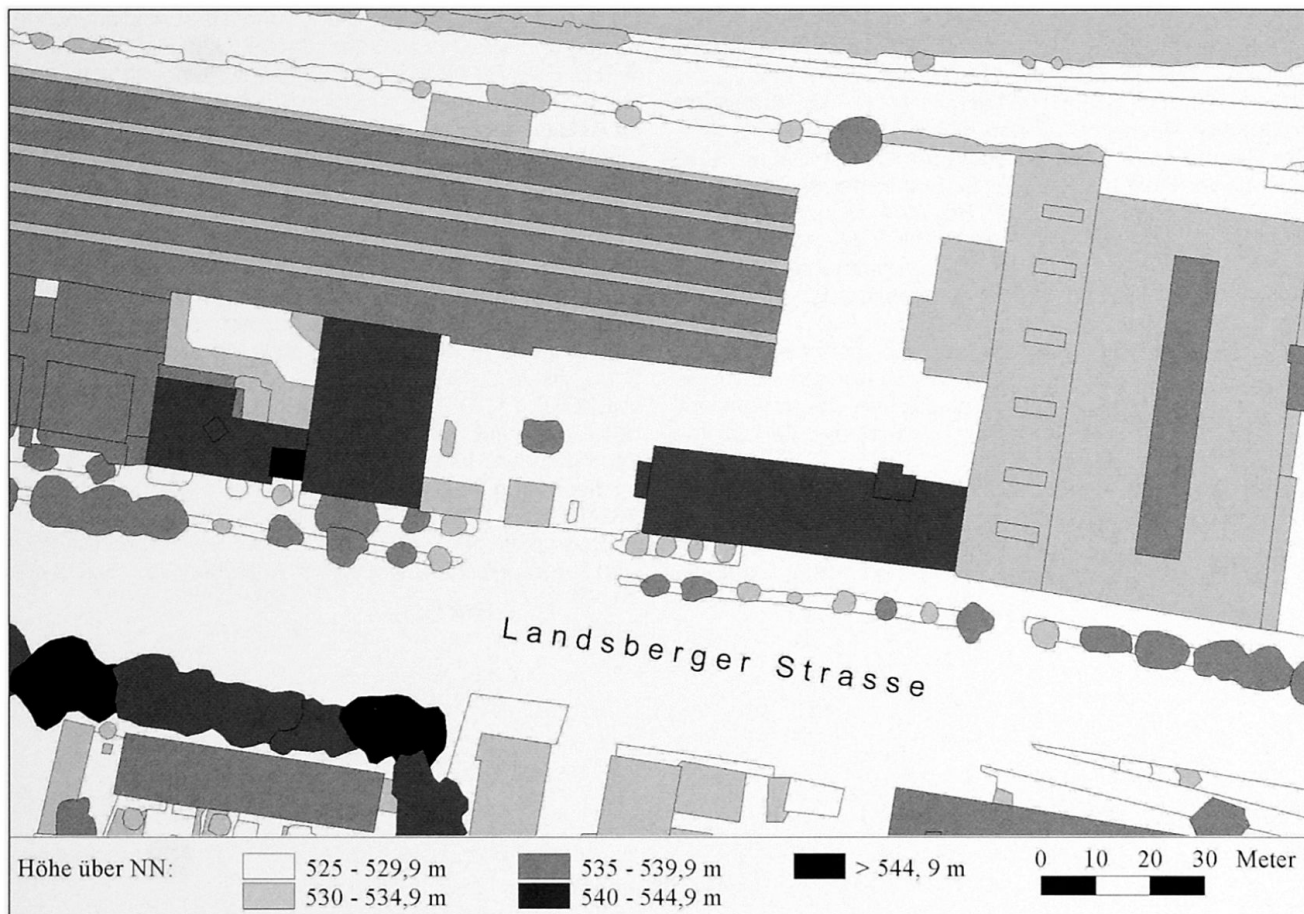 Landsberger Strasse
Höhe über NN: 525 - 529,9 m 535 - 539,9 m > 544, 9 m 0 10 20 30 Meter
530 - 534,9 m 540 - 544,9 m